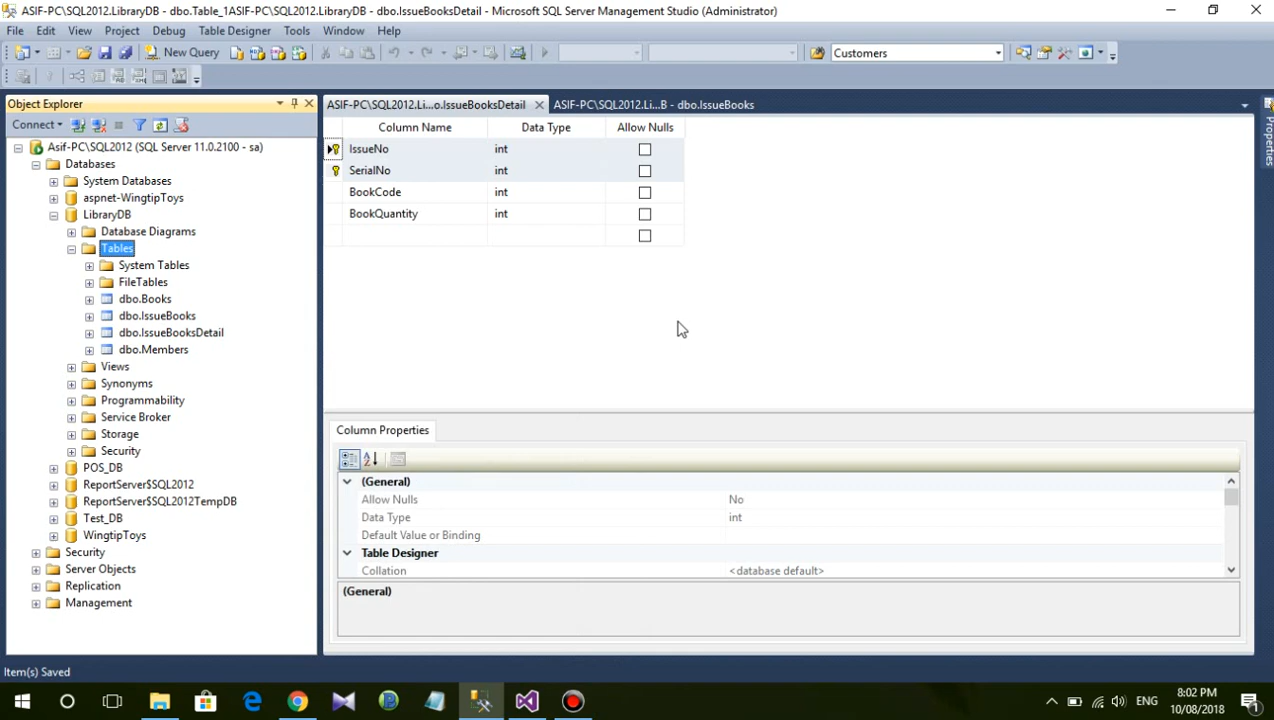 ASIF-PC\SQL2012.LibraryDB - dbo.Table_1ASIF-PC\SQL2012.LibraryDB - dbo.IssueBooksDetail - Microsoft SQL Server Management Studio (Administrator)
File Edit View Project Debug Table Designer Tools Window Help
New Query Customers
Object Explorer
ASIF-PC\SQL2012.Li...o.IssueBooksDetail ASIF-PC\SQL2012.Li...B - dbo.IssueBooks
Connect
Column Name Data Type Allow Nulls
IssueNo int
SerialNo int
BookCode int
BookQuantity int
Asif-PC\SQL2012 (SQL Server 11.0.2100 - sa)
Databases
System Databases
aspnet-WingtipToys
LibraryDB
Database Diagrams
Tables
System Tables
FileTables
dbo.Books
dbo.IssueBooks
dbo.IssueBooksDetail
dbo.Members
Views
Synonyms
Programmability
Service Broker
Storage
Security
POS_DB
ReportServer$SQL2012
ReportServer$SQL2012TempDB
Test_DB
WingtipToys
Security
Server Objects
Replication
Management
Column Properties
(General)
Allow Nulls No
Data Type int
Default Value or Binding
Table Designer
Collation <database default>
(General)
Properties
Item(s) Saved
ENG
8:02 PM
10/08/2018
1